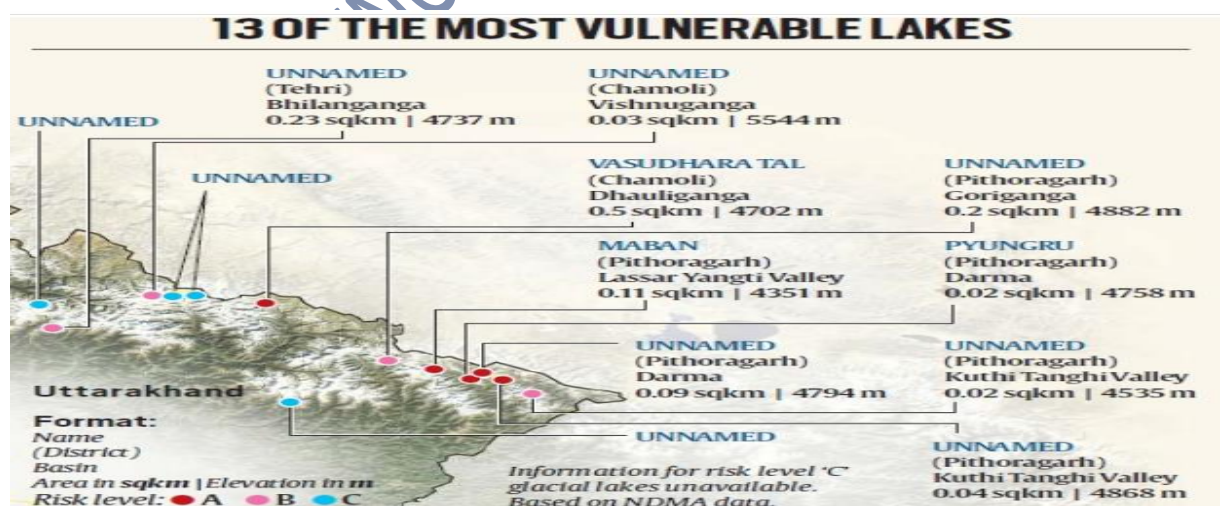 13 OF THE MOST VULNERABLE LAKES
UNNAMED
(Tehri)
Bhilanganga
0.23 sqkm | 4737 m
UNNAMED
(Chamoli)
Vishnuganga
0.03 sqkm | 5544 m
UNNAMED
UNNAMED
VASUDHARA TAL
(Chamoli)
Dhauliganga
0.5 sqkm | 4702 m
UNNAMED
(Pithoragarh)
Goriganga
0.2 sqkm | 4882 m
MABAN
(Pithoragarh)
Lassar Yangti Valley
0.11 sqkm | 4351 m
PYUNGRU
(Pithoragarh)
Darma
0.02 sqkm | 4758 m
UNNAMED
(Pithoragarh)
Darma
0.09 sqkm | 4794 m
UNNAMED
(Pithoragarh)
Kuthi Tanghi Valley
0.02 sqkm | 4535 m
UNNAMED
UNNAMED
(Pithoragarh)
Kuthi Tanghi Valley
0.04 sqkm | 4868 m
Uttarakhand
Format:
Name
(District)
Basin
Area in sqkm | Elevation in m
Risk level: A B C
Information for risk level 'C'
glacial lakes unavailable.
Based on NDMA data.